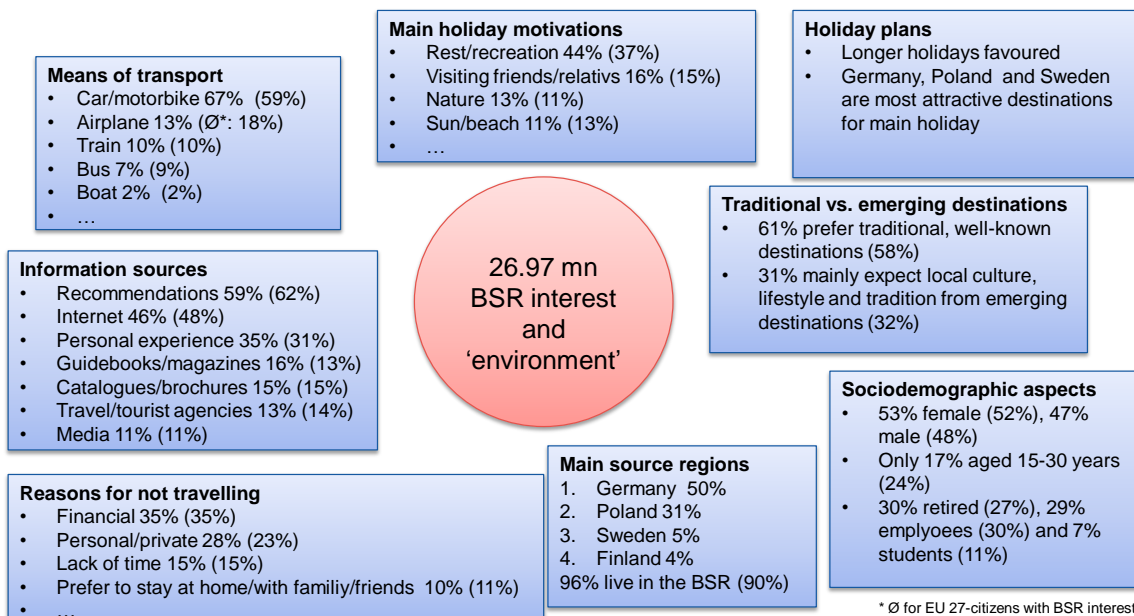 Main holiday motivations
• Rest/recreation 44% (37%)
• Visiting friends/relativs 16% (15%)
• Nature 13% (11%)
• Sun/beach 11% (13%)
• …
Holiday plans
• Longer holidays favoured
• Germany, Poland and Sweden
are most attractive destinations
for main holiday
Means of transport
• Car/motorbike 67% (59%)
• Airplane 13% (Ø*: 18%)
• Train 10% (10%)
• Bus 7% (9%)
• Boat 2% (2%)
• …
Traditional vs. emerging destinations
• 61% prefer traditional, well-known
destinations (58%)
• 31% mainly expect local culture,
lifestyle and tradition from emerging
destinations (32%)
26.97 mn
BSR interest
and
‘environment’
Information sources
• Recommendations 59% (62%)
• Internet 46% (48%)
• Personal experience 35% (31%)
• Guidebooks/magazines 16% (13%)
• Catalogues/brochures 15% (15%)
• Travel/tourist agencies 13% (14%)
• Media 11% (11%)
Sociodemographic aspects
• 53% female (52%), 47%
male (48%)
• Only 17% aged 15-30 years
(24%)
• 30% retired (27%), 29%
emplyoees (30%) and 7%
students (11%)
Main source regions
1. Germany 50%
2. Poland 31%
3. Sweden 5%
4. Finland 4%
96% live in the BSR (90%)
Reasons for not travelling
• Financial 35% (35%)
• Personal/private 28% (23%)
• Lack of time 15% (15%)
• Prefer to stay at home/with familiy/friends 10% (11%)
• …
* Ø for EU 27-citizens with BSR interest